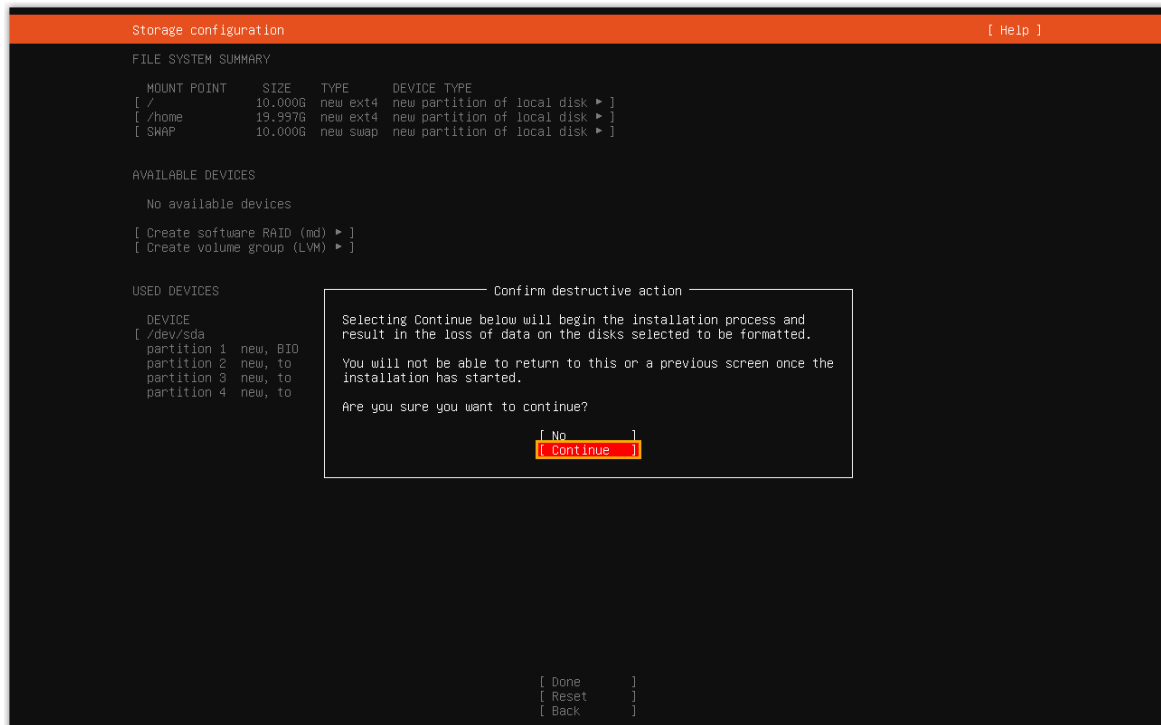 Storage configuration [ Help ]
FILE SYSTEM SUMMARY
MOUNT POINT SIZE TYPE DEVICE TYPE
[ / 10.000G new ext4 new partition of local disk ▸ ]
[ /home 19.997G new ext4 new partition of local disk ▸ ]
[ SWAP 10.000G new swap new partition of local disk ▸ ]
AVAILABLE DEVICES
No available devices
[ Create software RAID (md) ▸ ]
[ Create volume group (LVM) ▸ ]
USED DEVICES
DEVICE
[ /dev/sda
partition 1 new, BIO
partition 2 new, to
partition 3 new, to
partition 4 new, to
Confirm destructive action
Selecting Continue below will begin the installation process and
result in the loss of data on the disks selected to be formatted.
You will not be able to return to this or a previous screen once the
installation has started.
Are you sure you want to continue?
[ No ]
[ Continue ]
[ Done ]
[ Reset ]
[ Back ]